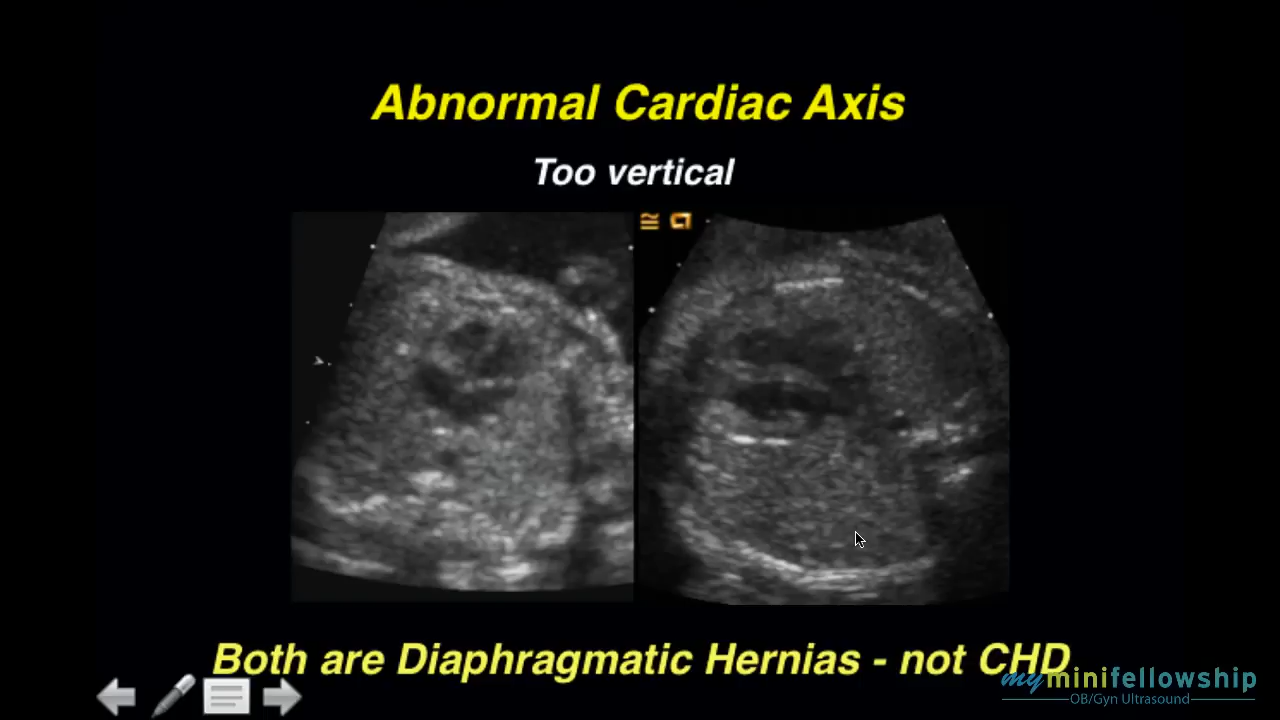 Abnormal Cardiac Axis
Too vertical
Both are Diaphragmatic Hernias - not CHD
myminifellowship
OB/Gyn Ultrasound